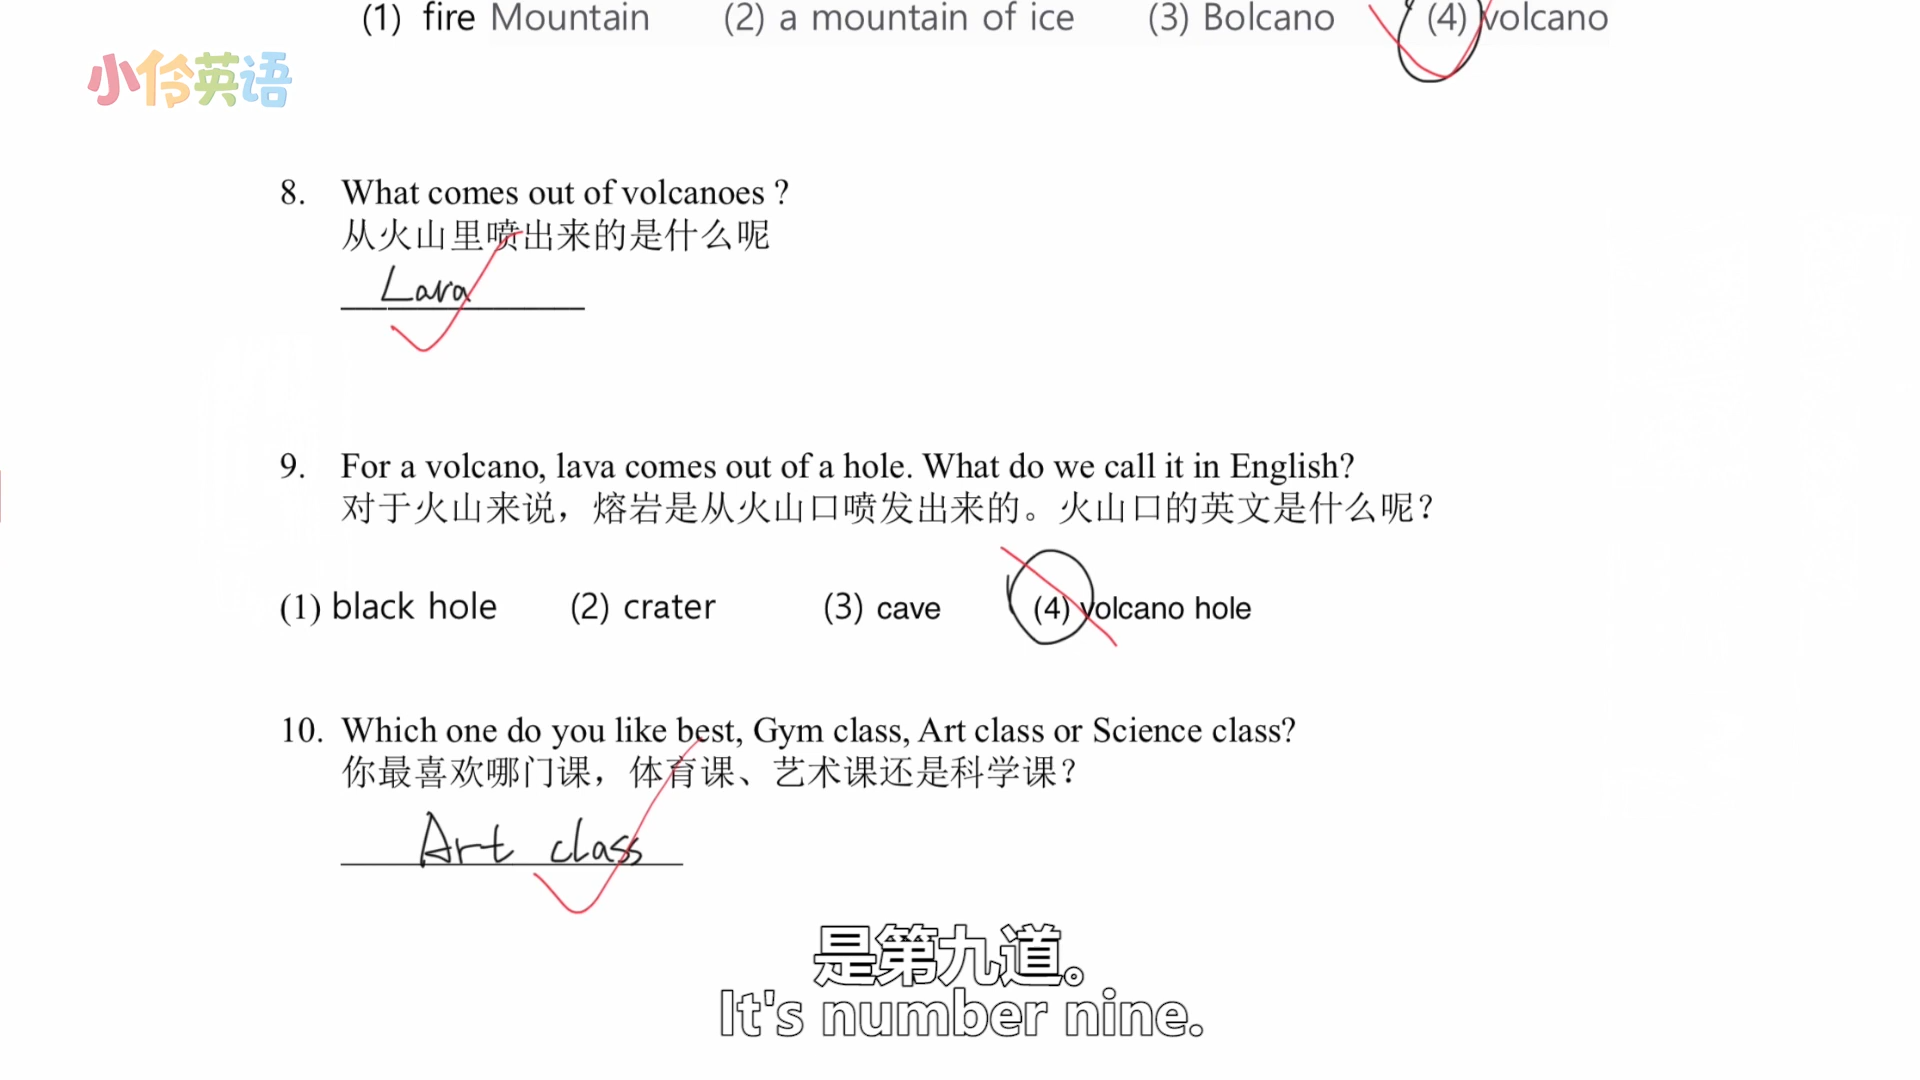 (1) fire Mountain (2) a mountain of ice (3) Bolcano (4) volcano
小伶英语
8. What comes out of volcanoes ?
从火山里喷出来的是什么呢
Lava
9. For a volcano, lava comes out of a hole. What do we call it in English?
对于火山来说，熔岩是从火山口喷发出来的。火山口的英文是什么呢？
(1) black hole (2) crater (3) cave (4) volcano hole
10. Which one do you like best, Gym class, Art class or Science class?
你最喜欢哪门课，体育课、艺术课还是科学课？
Art class
是第九道。
It's number nine.